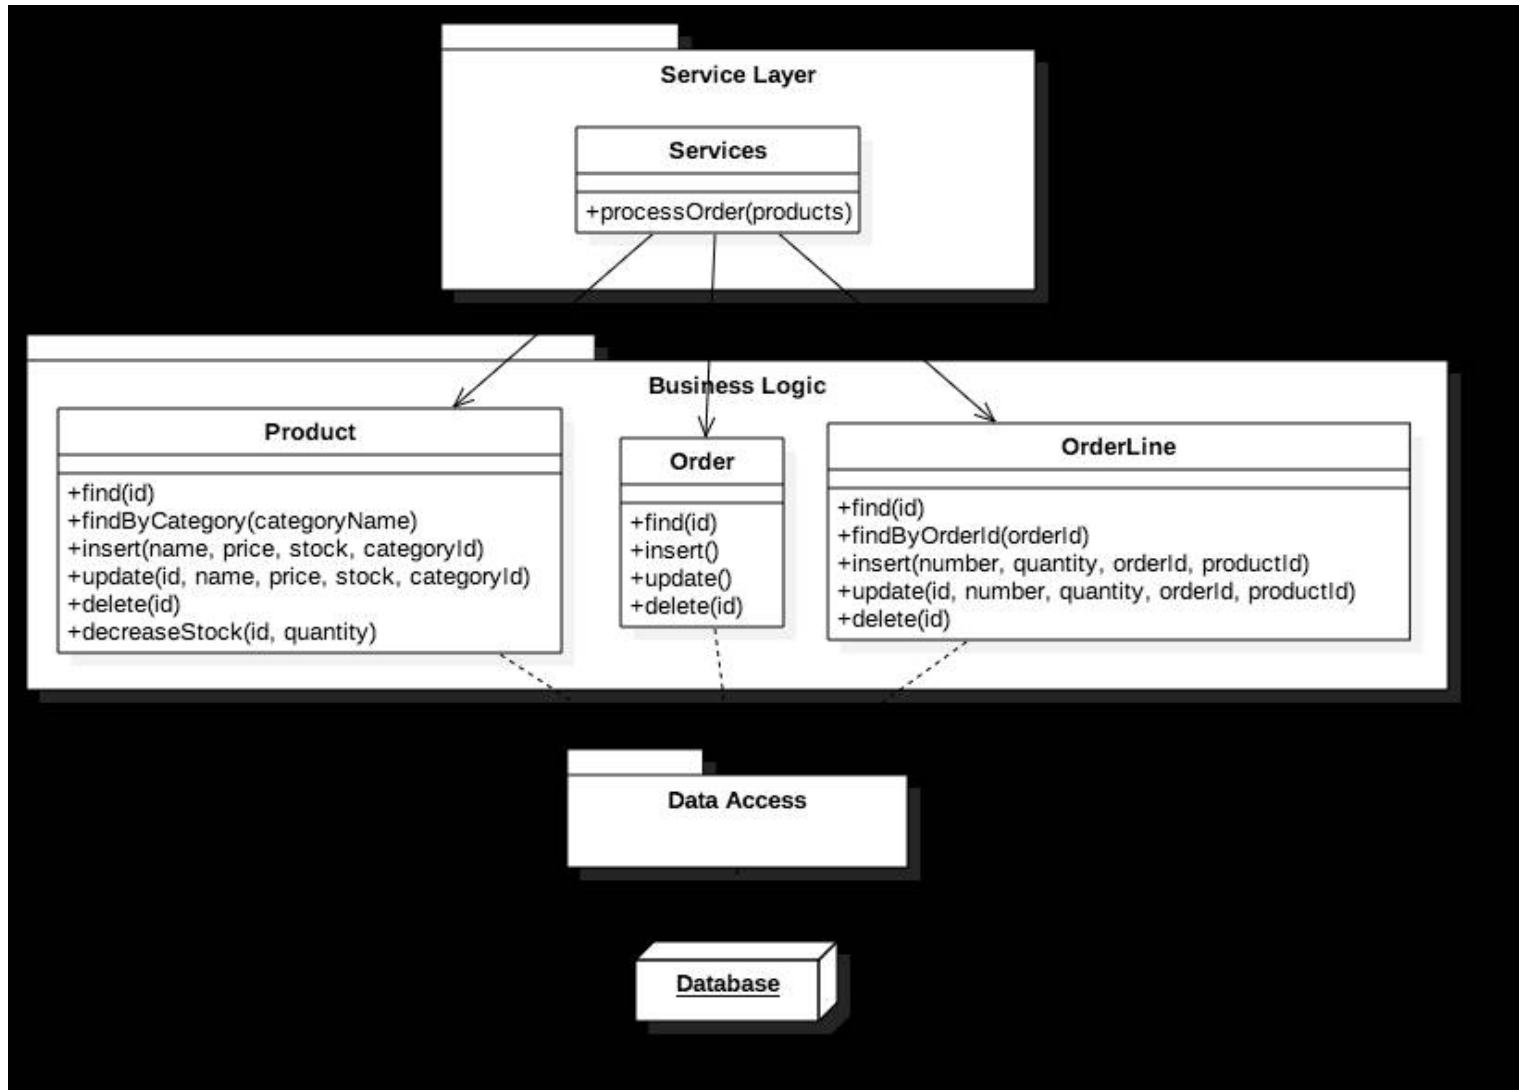 Service Layer
Services
+processOrder(products)
Business Logic
Product
+find(id)
+findByCategory(categoryName)
+insert(name, price, stock, categoryId)
+update(id, name, price, stock, categoryId)
+delete(id)
+decreaseStock(id, quantity)
Order
+find(id)
+insert()
+update()
+delete(id)
OrderLine
+find(id)
+findByOrderId(orderId)
+insert(number, quantity, orderId, productId)
+update(id, number, quantity, orderId, productId)
+delete(id)
Data Access
Database